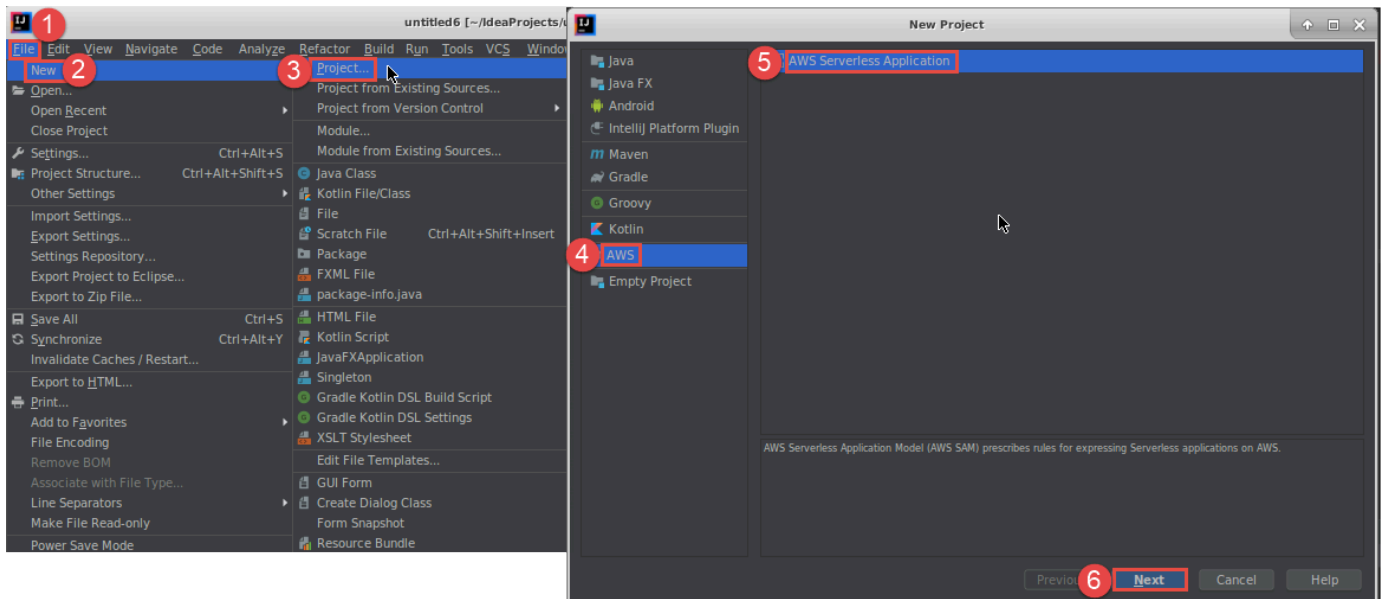 1
untitled6 [~/IdeaProjects/
File Edit View Navigate Code Analyze Refactor Build Run Tools VCS Windo
New 2
Open...
Open Recent
Close Project
Settings... Ctrl+Alt+S
Project Structure... Ctrl+Alt+Shift+S
Other Settings
Import Settings...
Export Settings...
Settings Repository...
Export Project to Eclipse...
Export to Zip File...
Save All Ctrl+S
Synchronize Ctrl+Alt+Y
Invalidate Caches / Restart...
Export to HTML...
Print...
Add to Favorites
File Encoding
Remove BOM
Associate with File Type...
Line Separators
Make File Read-only
Power Save Mode
3 Project...
Project from Existing Sources...
Project from Version Control
Module...
Module from Existing Sources...
Java Class
Kotlin File/Class
File
Scratch File Ctrl+Alt+Shift+Insert
Package
FXML File
package-info.java
HTML File
Kotlin Script
JavaFXApplication
Singleton
Gradle Kotlin DSL Build Script
Gradle Kotlin DSL Settings
XSLT Stylesheet
Edit File Templates...
GUI Form
Create Dialog Class
Form Snapshot
Resource Bundle
New Project
Java
Java FX
Android
IntelliJ Platform Plugin
Maven
Gradle
Groovy
Kotlin
4 AWS
Empty Project
5 AWS Serverless Application
AWS Serverless Application Model (AWS SAM) prescribes rules for expressing Serverless applications on AWS.
Previou 6 Next Cancel Help